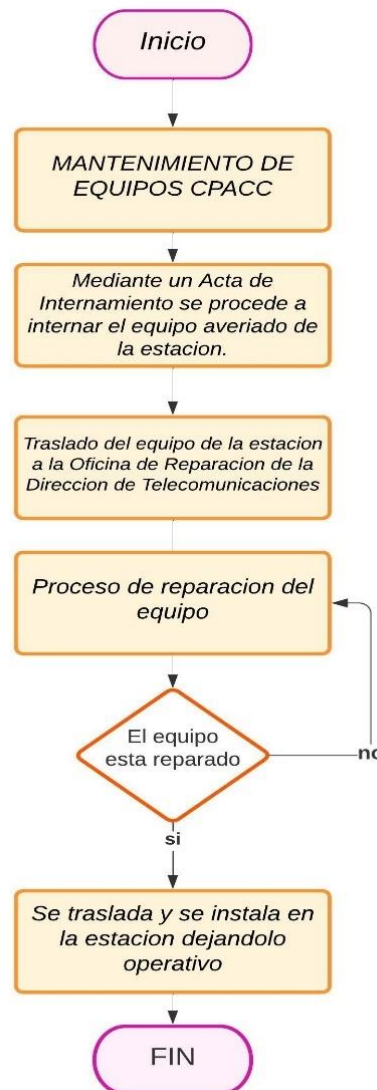 Inicio
MANTENIMIENTO DE
EQUIPOS CPACC
Mediante un Acta de
Internamiento se procede a
internar el equipo averiado de
la estacion.
Traslado del equipo de la estacion
a la Oficina de Reparacion de la
Direccion de Telecomunicaciones
Proceso de reparacion del
equipo
El equipo
esta reparado
no
si
Se traslada y se instala en
la estacion dejandolo
operativo
FIN